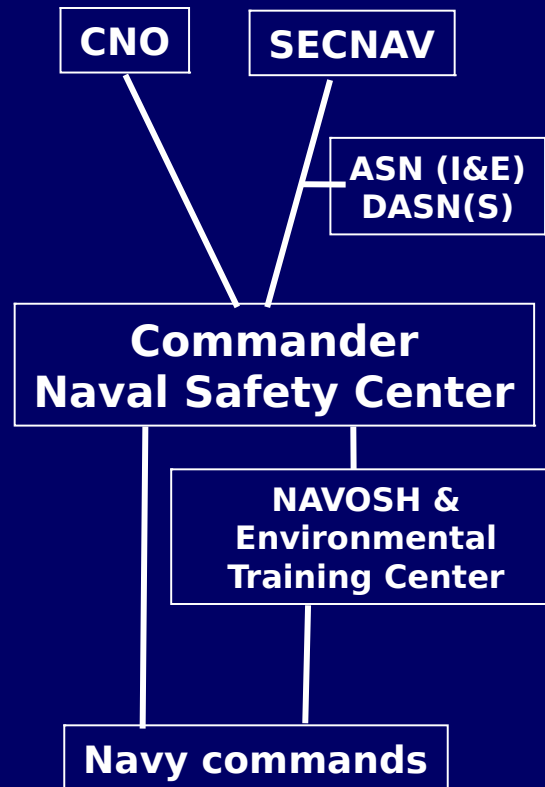 CNO
SECNAV
ASN (I&E)
DASN(S)
Commander
Naval Safety Center
NAVOSH &
Environmental
Training Center
Navy commands